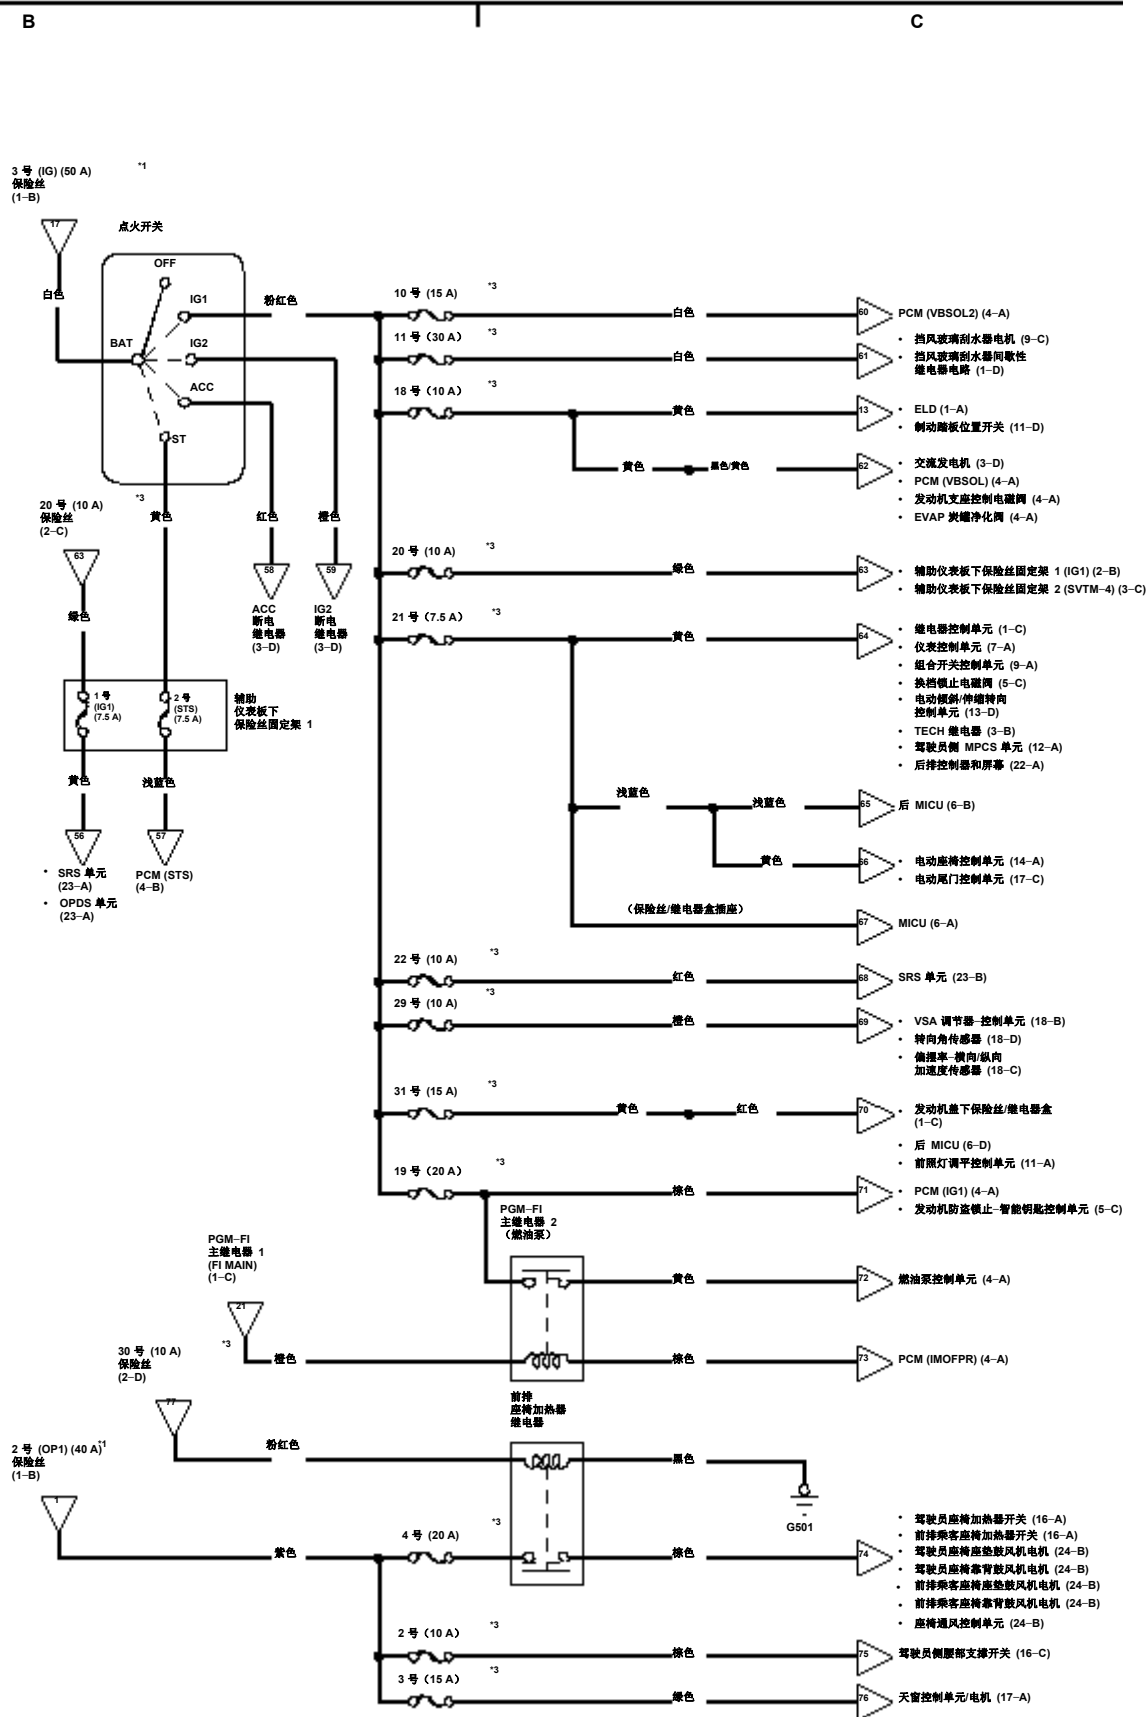 B
C
3 号 (IG) (50 A)
*1
保险丝
(1–B)
17
点火开关
OFF
白色
IG1
粉红色
BAT
IG2
ACC
ST
*3
20 号 (10 A)
保险丝
(2–C)
黄色
红色
橙色
63
58
59
绿色
ACC
断电
继电器
(3–D)
IG2
断电
继电器
(3–D)
1 号
(IG1)
(7.5 A)
2 号
(STS)
(7.5 A)
辅助
仪表板下
保险丝固定架 1
黄色
浅蓝色
56
57
• SRS 单元
(23–A)
• OPDS 单元
(23–A)
PCM (STS)
(4–B)
10 号 (15 A)
*3
白色
60
PCM (VBSOL2) (4–A)
11 号（30 A）
*3
白色
61
• 挡风玻璃刮水器电机 (9–C)
• 挡风玻璃刮水器间歇性
继电器电路 (1–D)
18 号（10 A）
*3
黄色
13
• ELD (1–A)
• 制动踏板位置开关 (11–D)
黄色
黑色/黄色
62
• 交流发电机 (3–D)
• PCM (VBSOL) (4–A)
• 发动机支座控制电磁阀 (4–A)
• EVAP 炭罐净化阀 (4–A)
20 号 (10 A)
*3
绿色
63
• 辅助仪表板下保险丝固定架 1 (IG1) (2–B)
• 辅助仪表板下保险丝固定架 2 (SVTM–4) (3–C)
21 号（7.5 A）
*3
黄色
64
• 继电器控制单元 (1–C)
• 仪表控制单元 (7–A)
• 组合开关控制单元 (9–A)
• 换档锁止电磁阀 (5–C)
• 电动倾斜/伸缩转向
控制单元 (13–D)
• TECH 继电器 (3–B)
• 驾驶员侧 MPCS 单元 (12–A)
• 后排控制器和屏幕 (22–A)
浅蓝色
浅蓝色
65
后 MICU (6–B)
黄色
66
• 电动座椅控制单元 (14–A)
• 电动尾门控制单元 (17–C)
（保险丝/继电器盒插座）
67
MICU (6–A)
22 号 (10 A)
*3
红色
68
SRS 单元 (23–B)
29 号 (10 A)
*3
橙色
69
• VSA 调节器–控制单元 (18–B)
• 转向角传感器 (18–D)
• 偏摆率–横向/纵向
加速度传感器 (18–C)
31 号 (15 A)
*3
黄色
红色
70
• 发动机盖下保险丝/继电器盒
(1–C)
• 后 MICU (6–D)
• 前照灯调平控制单元 (11–A)
19 号（20 A）
*3
棕色
71
• PCM (IG1) (4–A)
• 发动机防盗锁止–智能钥匙控制单元 (5–C)
PGM–FI
主继电器 2
（燃油泵）
黄色
72
燃油泵控制单元 (4–A)
PGM–FI
主继电器 1
(FI MAIN)
(1–C)
21
橙色
棕色
73
PCM (IMOFPR) (4–A)
30 号 (10 A)
*3
保险丝
(2–D)
77
前排
座椅加热器
继电器
粉红色
黑色
G501
2 号 (OP1) (40 A)
*1
保险丝
(1–B)
1
紫色
4 号 (20 A)
*3
棕色
74
• 驾驶员座椅加热器开关 (16–A)
• 前排乘客座椅加热器开关 (16–A)
• 驾驶员座椅座垫鼓风机电机 (24–B)
• 驾驶员座椅靠背鼓风机电机 (24–B)
• 前排乘客座椅座垫鼓风机电机 (24–B)
• 前排乘客座椅靠背鼓风机电机 (24–B)
• 座椅通风控制单元 (24–B)
2 号（10 A）
*3
棕色
75
驾驶员侧腰部支撑开关 (16–C)
3 号（15 A）
*3
绿色
76
天窗控制单元/电机 (17–A)